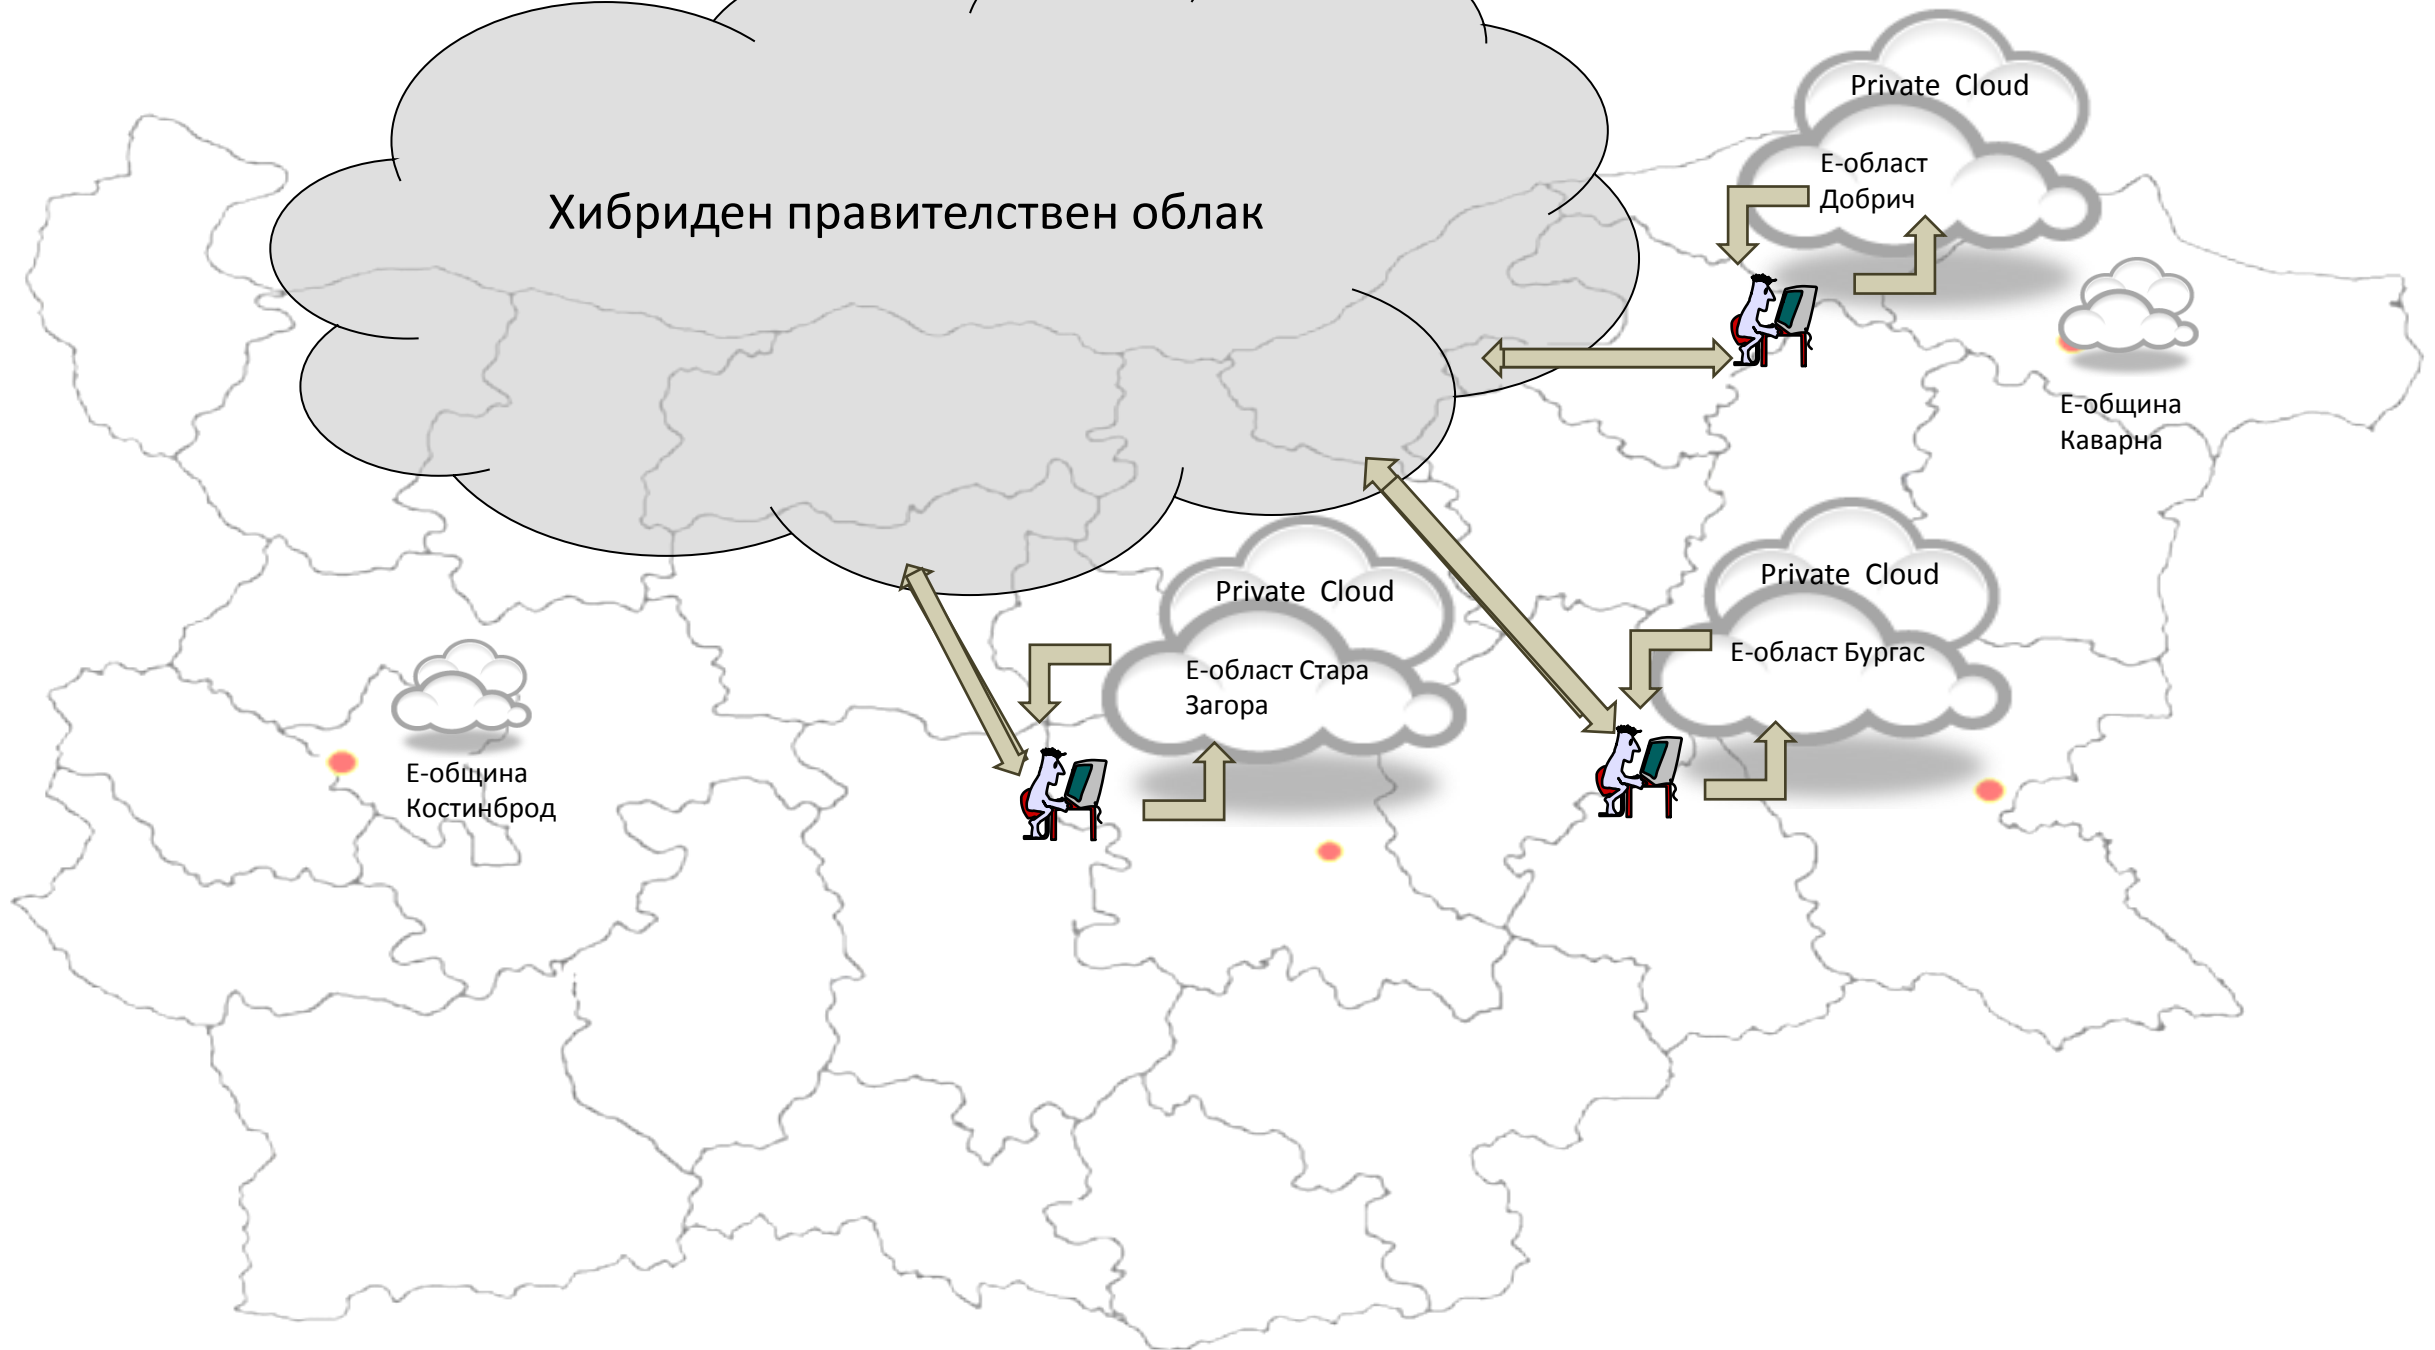 Хибриден правителствен облак
Private Cloud
Е-област
Добрич
Е-община
Каварна
Private Cloud
Е-област Стара
Загора
Private Cloud
Е-област Бургас
Е-община
Костинброд